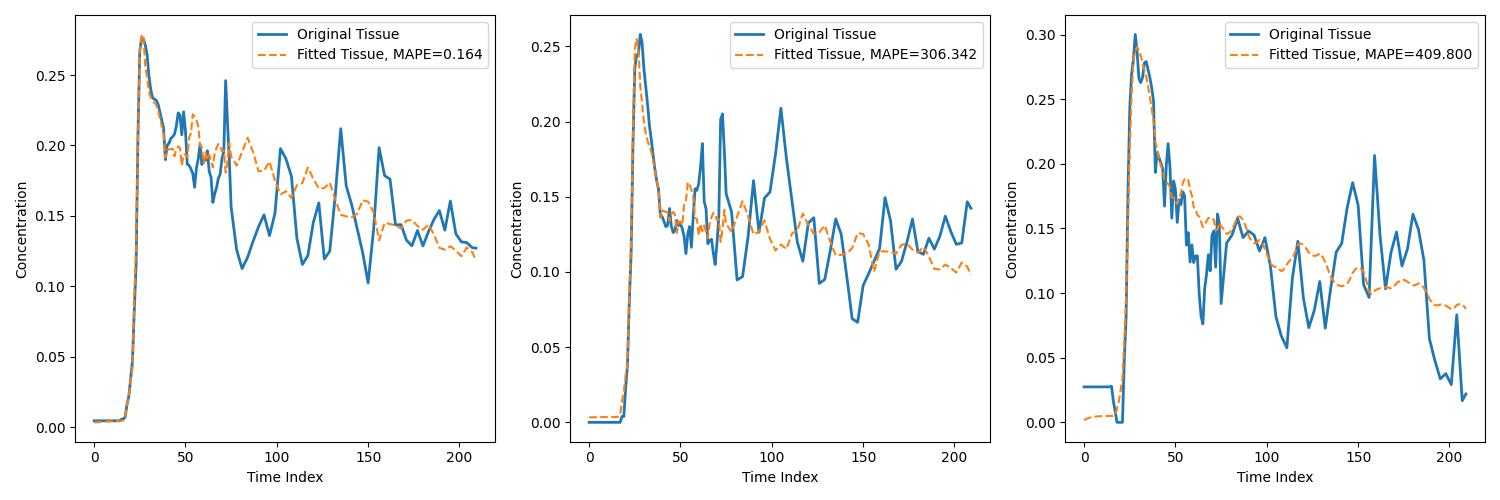 Original Tissue
Fitted Tissue, MAPE=0.164
Concentration
0.25
0.20
0.15
0.10
0.05
0.00
0 50 100 150 200
Time Index
Original Tissue
Fitted Tissue, MAPE=306.342
Concentration
0.25
0.20
0.15
0.10
0.05
0.00
0 50 100 150 200
Time Index
Original Tissue
Fitted Tissue, MAPE=409.800
Concentration
0.30
0.25
0.20
0.15
0.10
0.05
0.00
0 50 100 150 200
Time Index